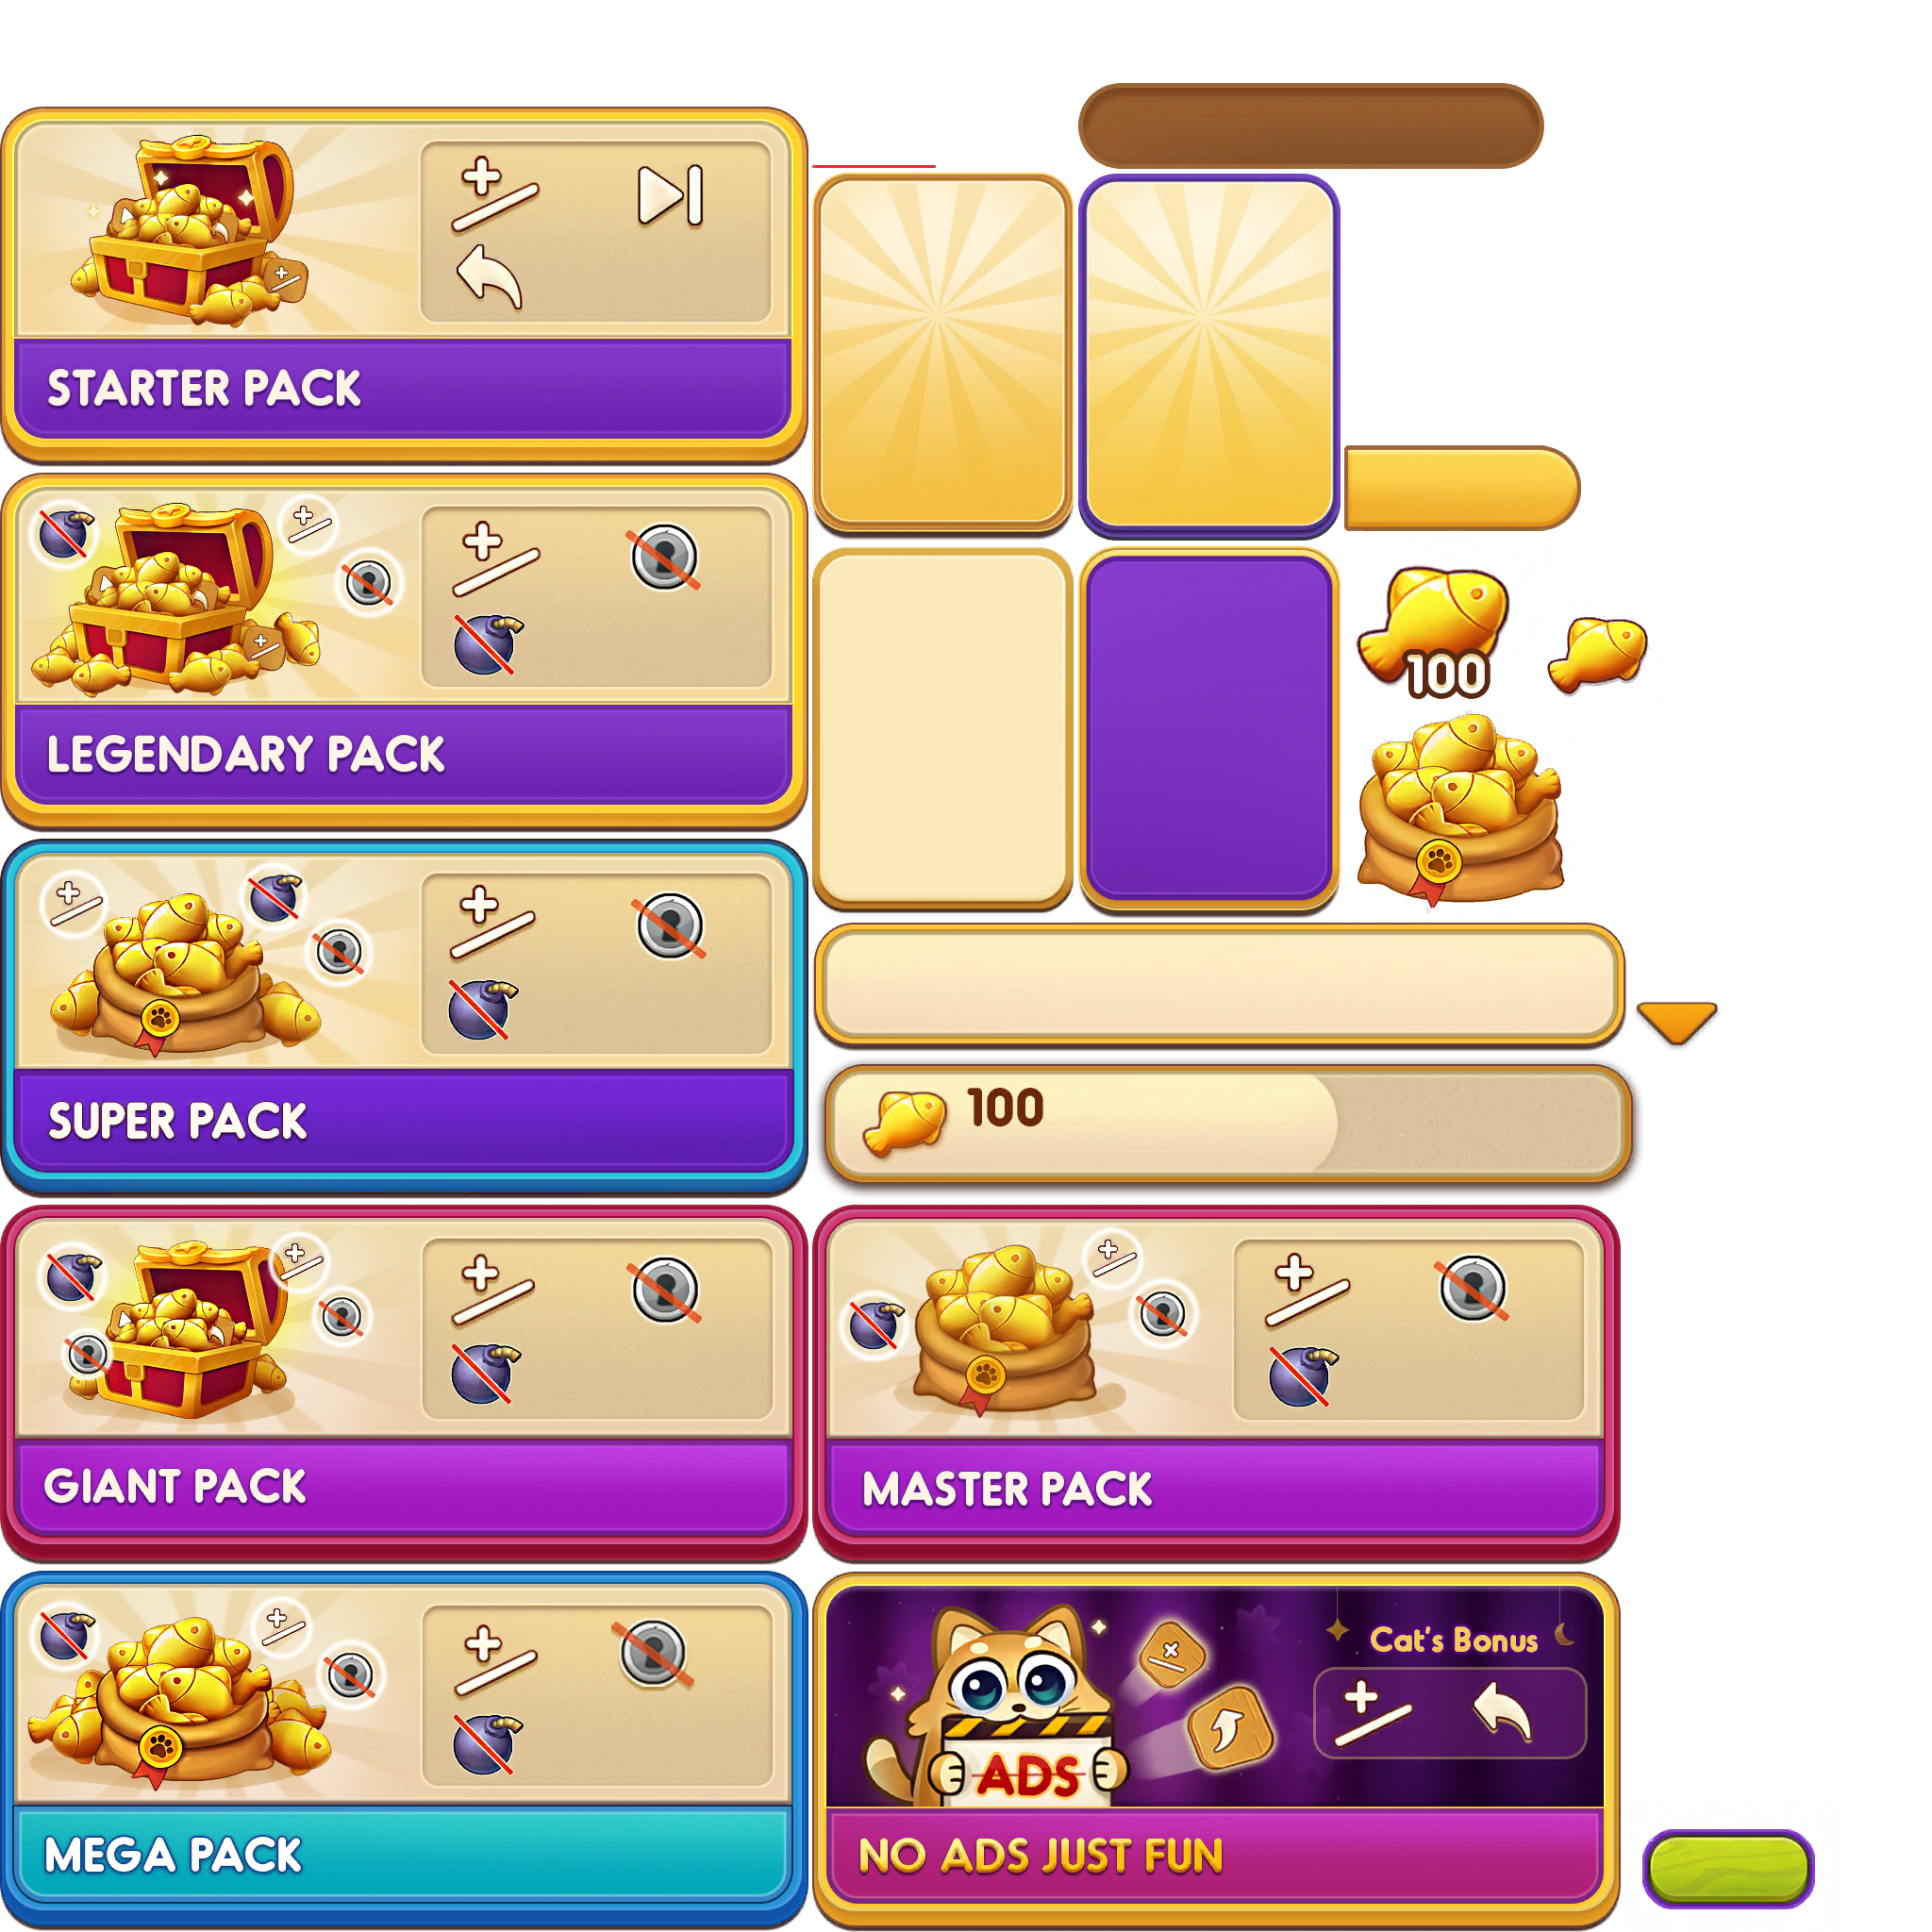 STARTER PACK
LEGENDARY PACK
100
SUPER PACK
100
GIANT PACK
MASTER PACK
Cat's Bonus
ADS
MEGA PACK
NO ADS JUST FUN